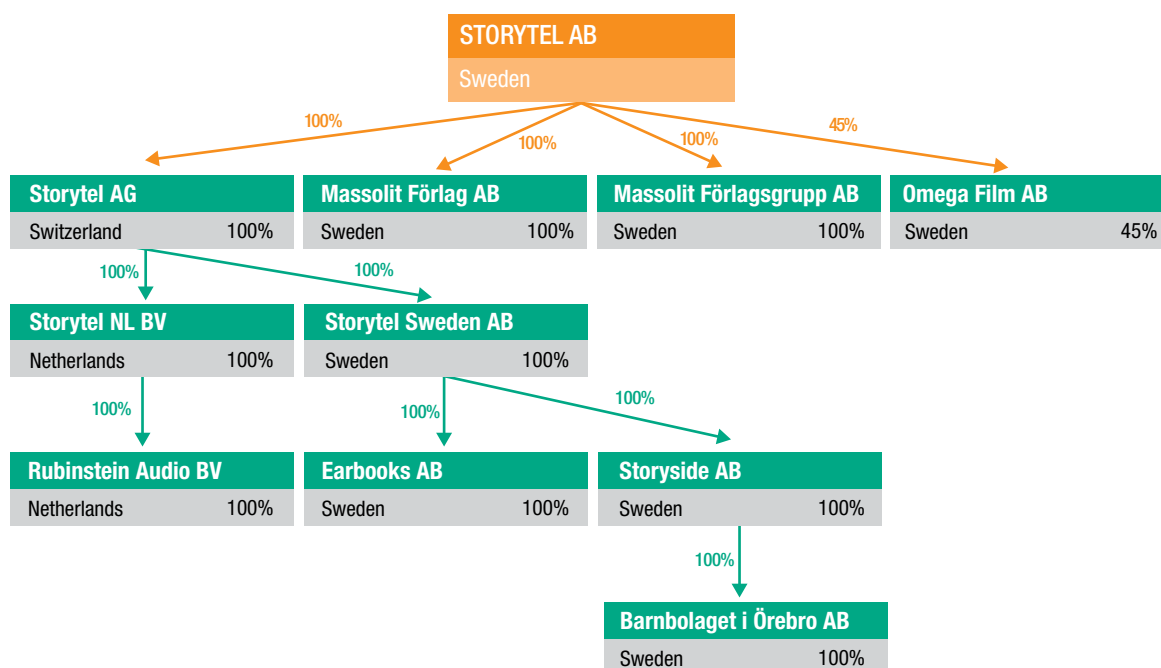 STORYTEL AB
Sweden
100%
100%
100%
45%
Storytel AG
Switzerland 100%
Massolit Förlag AB
Sweden 100%
Massolit Förlagsgrupp AB
Sweden 100%
Omega Film AB
Sweden 45%
100%
100%
Storytel NL BV
Netherlands 100%
Storytel Sweden AB
Sweden 100%
100%
100%
100%
Rubinstein Audio BV
Netherlands 100%
Earbooks AB
Sweden 100%
Storyside AB
Sweden 100%
100%
Barnbolaget i Örebro AB
Sweden 100%